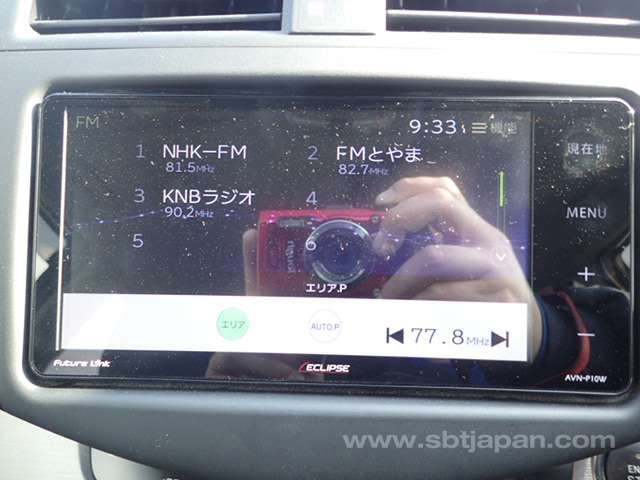 FM
9:33
機能
1 NHK-FM
81.5MHz
2 FMとやま
82.7MHz
3 KNBラジオ
90.2MHz
4
5
6
エリア.P
エリア
AUTO.P
77.8MHz
現在地
MENU
+
−
Future Link
ECLIPSE
AVN-P10W
www.sbtjapan.com